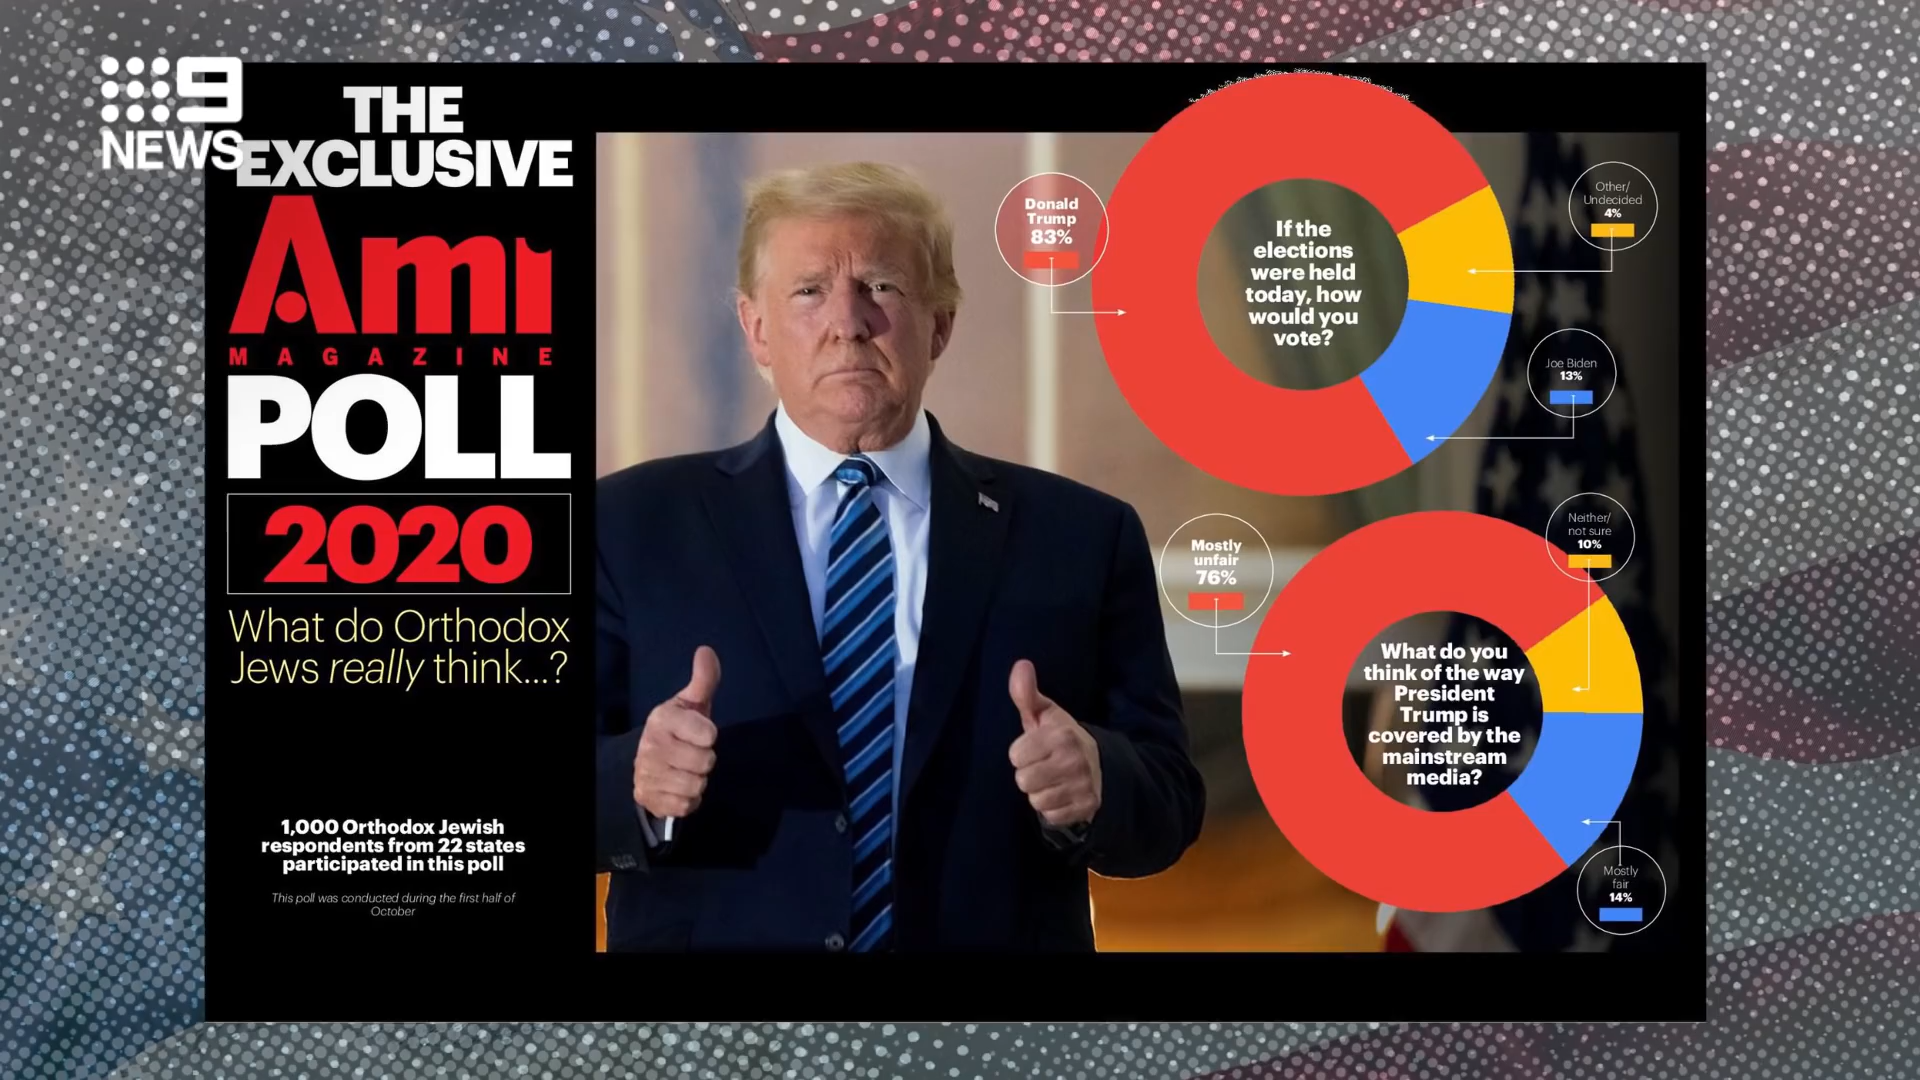 9
NEWS
THE
EXCLUSIVE
Ami
MAGAZINE
POLL
2020
What do Orthodox
Jews really think...?
1,000 Orthodox Jewish
respondents from 22 states
participated in this poll
This poll was conducted during the first half of
October
Donald
Trump
83%
If the
elections
were held
today, how
would you
vote?
Other/
Undecided
4%
Joe Biden
13%
Mostly
unfair
76%
What do you
think of the way
President
Trump is
covered by the
mainstream
media?
Neither/
not sure
10%
Mostly
fair
14%